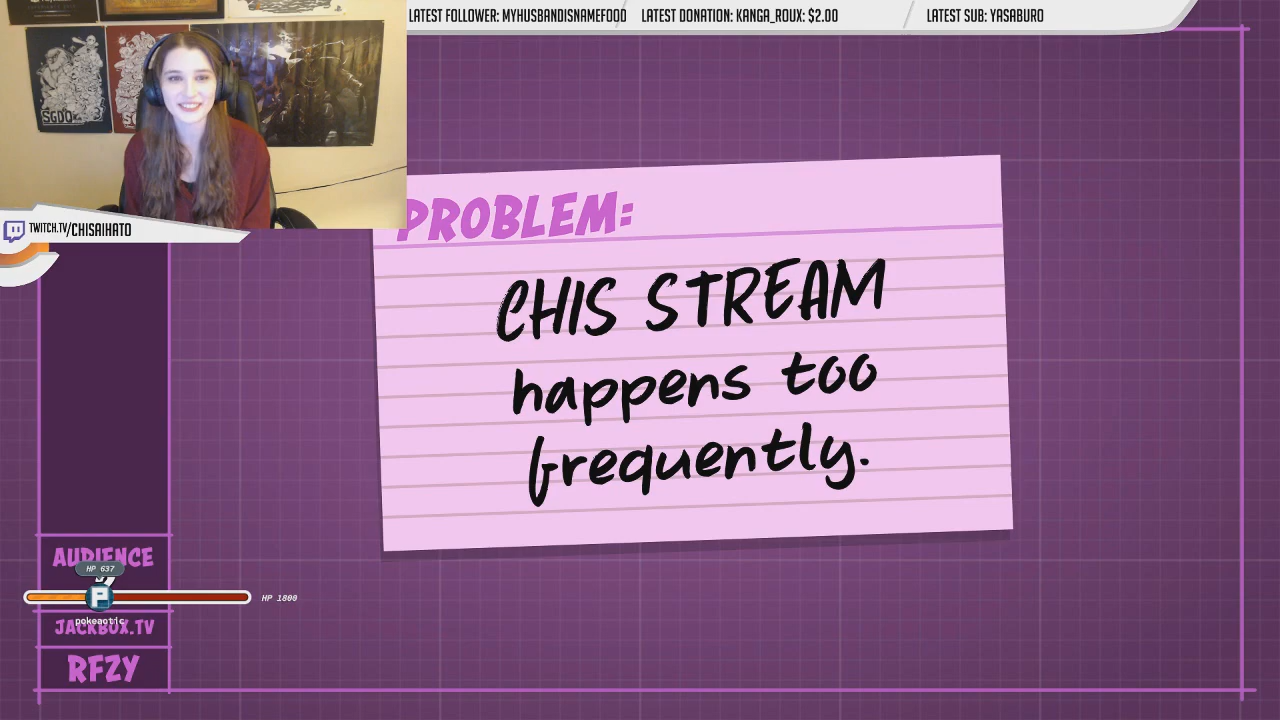 LATEST FOLLOWER: MYHUSBANDISNAMEFOOD
LATEST DONATION: KANGA_ROUX: $2.00
LATEST SUB: YASABURO
SGDQ
TWITCH.TV/CHISAIHATO
PROBLEM:
CHIS STREAM
happens too
frequently.
AUDIENCE
HP 637
HP 1800
pokeaotic
JACKBOX.TV
RFZY